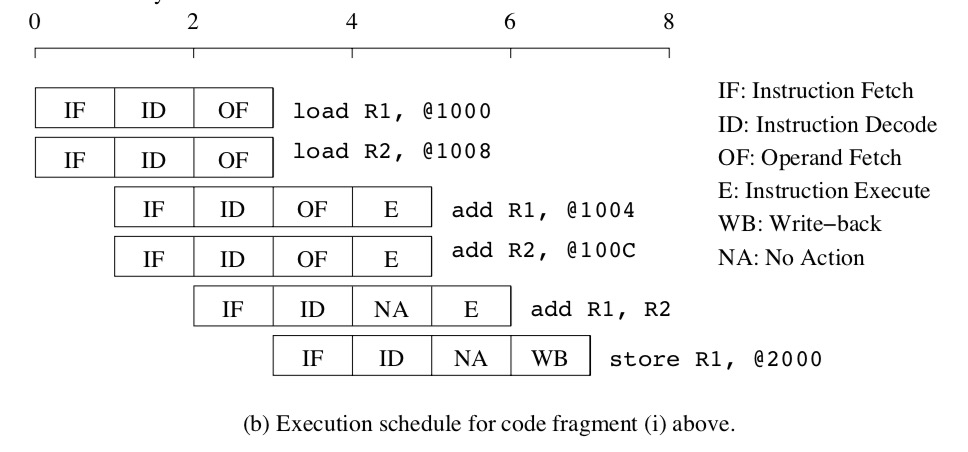 0 2 4 6 8
IF ID OF load R1, @1000
IF ID OF load R2, @1008
IF ID OF E add R1, @1004
IF ID OF E add R2, @100C
IF ID NA E add R1, R2
IF ID NA WB store R1, @2000
IF: Instruction Fetch
ID: Instruction Decode
OF: Operand Fetch
E: Instruction Execute
WB: Write−back
NA: No Action
(b) Execution schedule for code fragment (i) above.